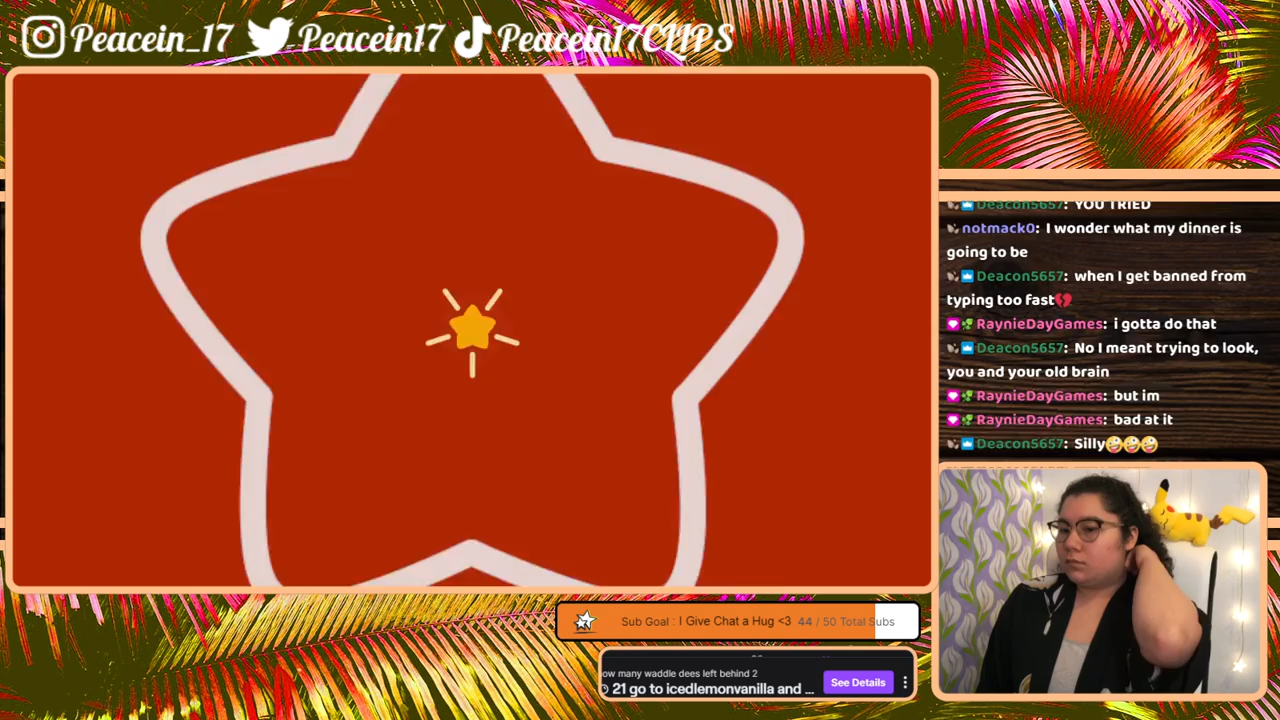 Peacein_17 Peacein17 Peacein17ClIPS
Deacon5657: YOU TRIED
notmack0: I wonder what my dinner is
going to be
Deacon5657: when I get banned from
typing too fast💔
RaynieDayGames: i gotta do that
Deacon5657: No I meant trying to look,
you and your old brain
RaynieDayGames: but im
RaynieDayGames: bad at it
Deacon5657: Silly🤪🤪🤪
Sub Goal : I Give Chat a Hug <3 44 / 50 Total Subs
ow many waddle dees left behind 2
21 go to icedlemonvanilla and ...
See Details